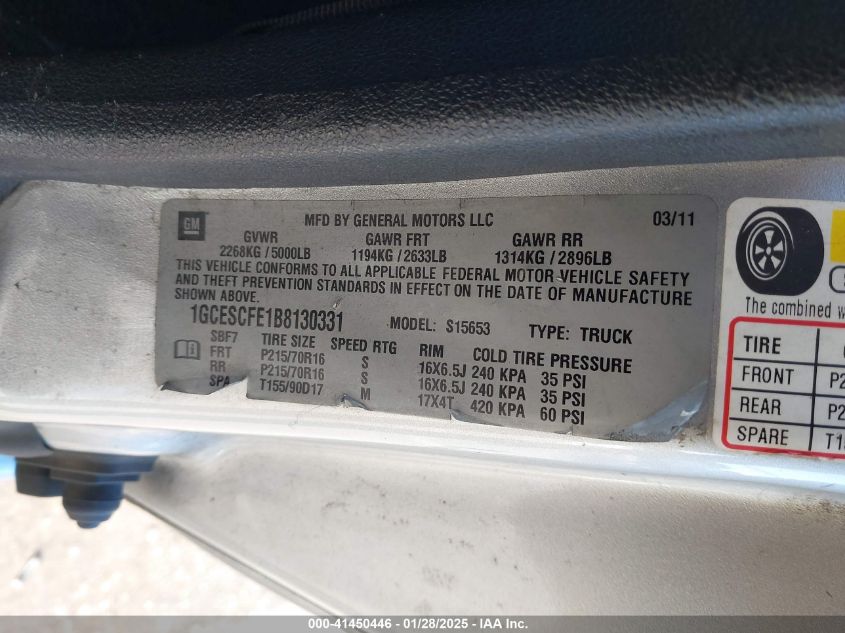 GM
MFD BY GENERAL MOTORS LLC 03/11
GVWR GAWR FRT GAWR RR
2268KG / 5000LB 1194KG / 2633LB 1314KG / 2896LB
THIS VEHICLE CONFORMS TO ALL APPLICABLE FEDERAL MOTOR VEHICLE SAFETY
AND THEFT PREVENTION STANDARDS IN EFFECT ON THE DATE OF MANUFACTURE
SHOWN ABOVE.
1GCESCFE1B8130331 MODEL: S15653 TYPE: TRUCK
SBF7 TIRE SIZE SPEED RTG RIM COLD TIRE PRESSURE
FRT P215/70R16 S 16X6.5J 240 KPA 35 PSI
RR P215/70R16 S 16X6.5J 240 KPA 35 PSI
SPA T155/90D17 M 17X4T 420 KPA 60 PSI
The combined
TIRE
FRONT P2
REAR P2
SPARE T1
000-41450446 - 01/28/2025 - IAA Inc.